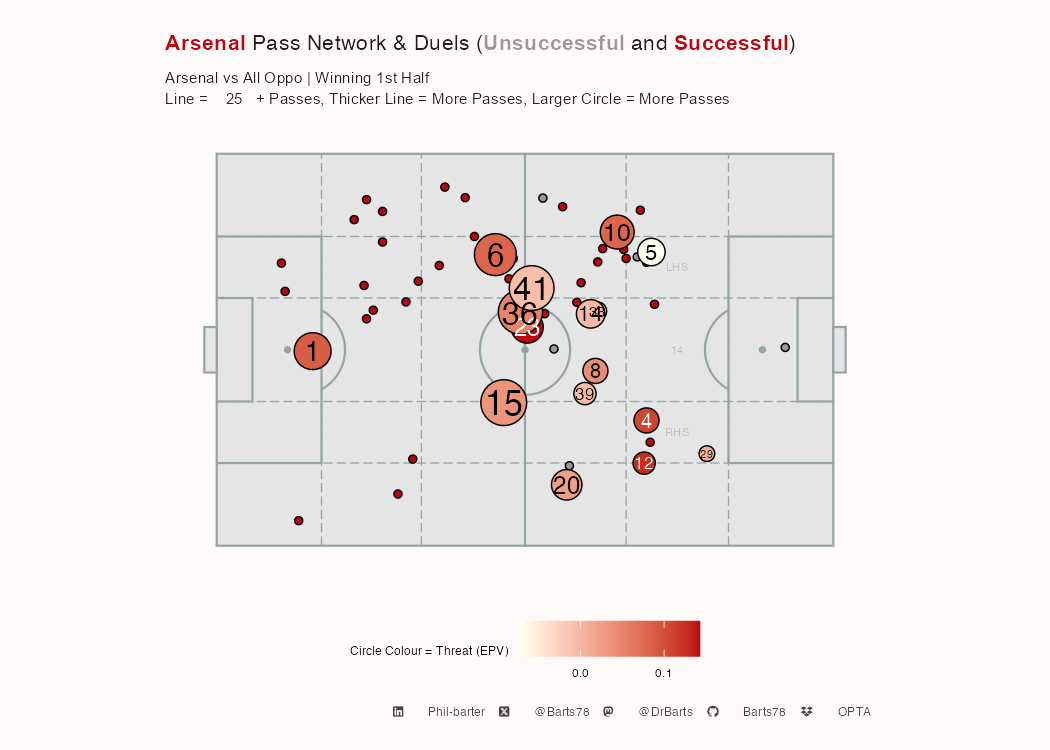 Arsenal Pass Network & Duels (Unsuccessful and Successful)
Arsenal vs All Oppo | Winning 1st Half
Line = 25 + Passes, Thicker Line = More Passes, Larger Circle = More Passes
10
6
5
LHS
41
36
14
23
1
14
8
39
15
4
RHS
29
12
20
Circle Colour = Threat (EPV)
0.0 0.1
Phil-barter @Barts78 @DrBarts Barts78 OPTA